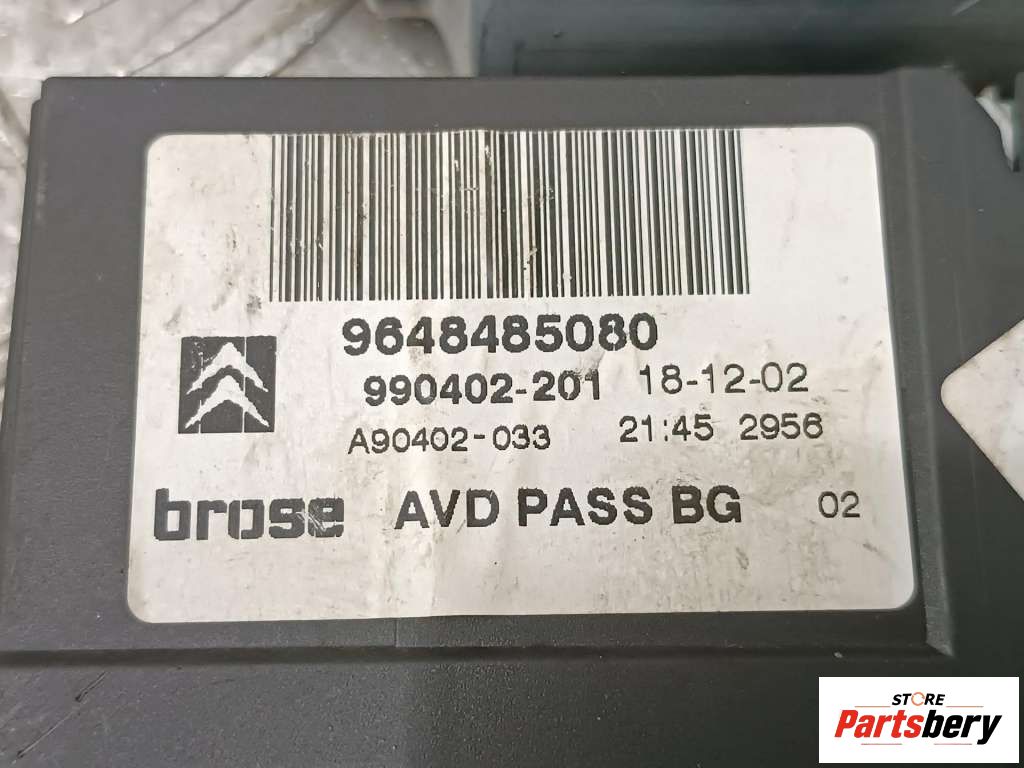 9648485080
990402-201 18-12-02
A90402-033 21:45 2956
brose AVD PASS BG 02
STORE
Partsbery